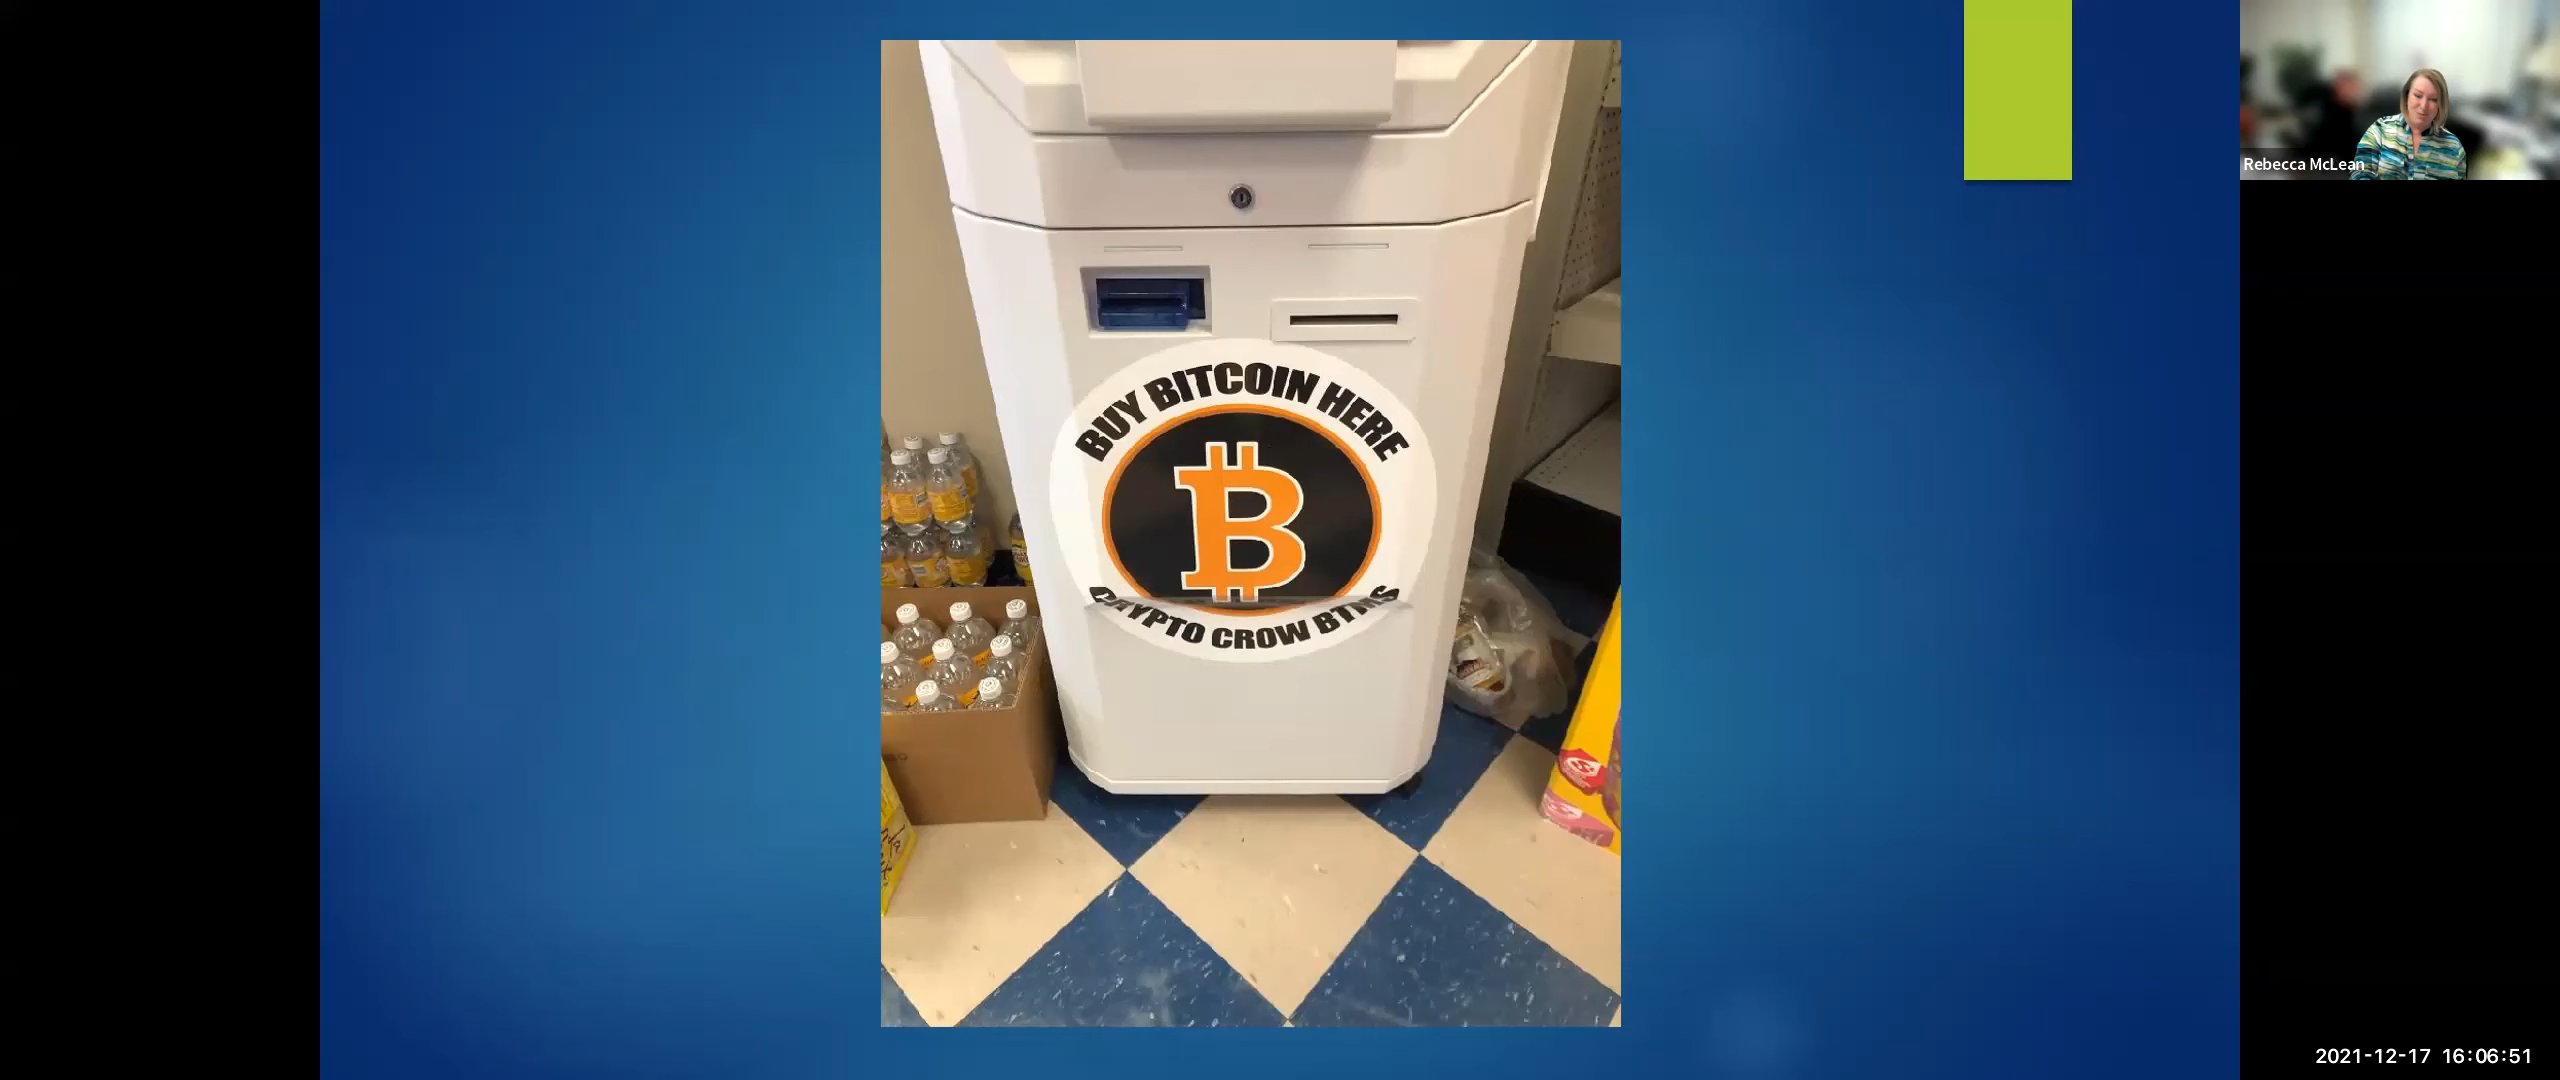 BUY BITCOIN HERE
CRYPTO CROW BTMS
Rebecca McLean
2021-12-17 16:06:51